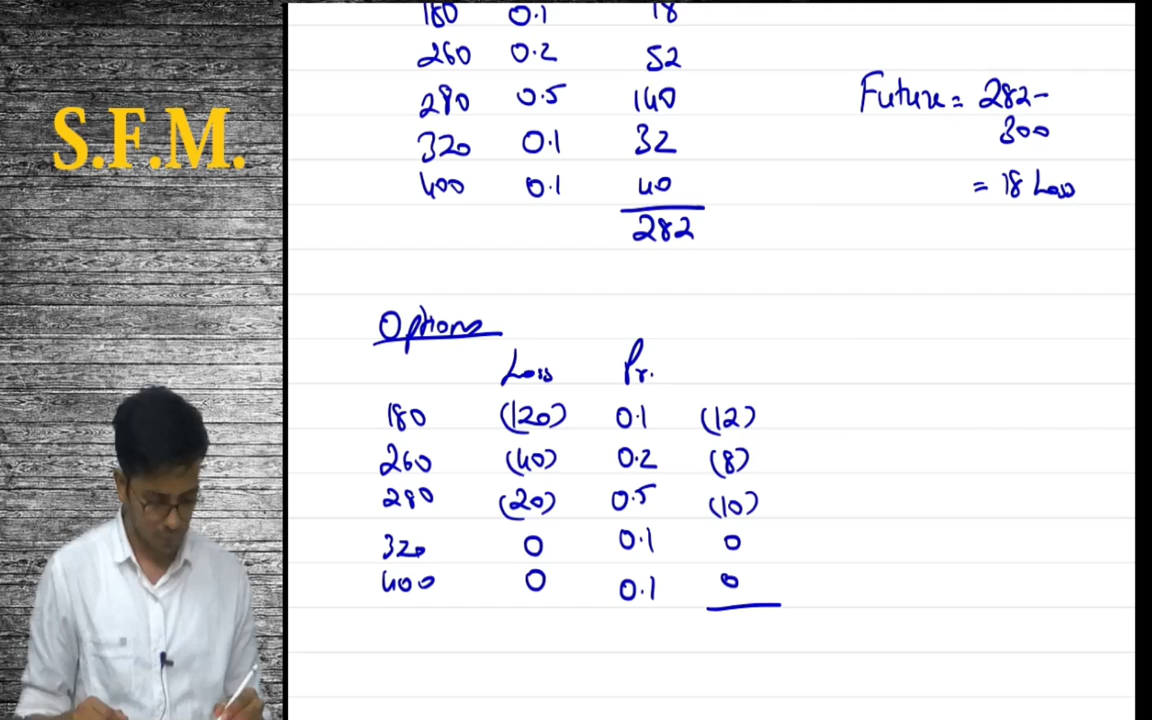 S.F.M.
180 0.1 18
260 0.2 52
280 0.5 140
320 0.1 32
400 0.1 40
282
Future = 282-
300
= 18 Loss
Options
Loss Pr.
180 (120) 0.1 (12)
260 (40) 0.2 (8)
280 (20) 0.5 (10)
320 0 0.1 0
400 0 0.1 0